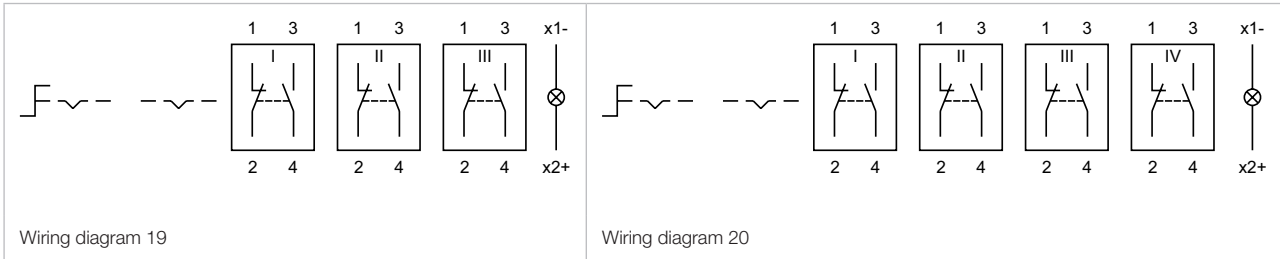 1 3 1 3 1 3 x1-
I II III
2 4 2 4 2 4 x2+
Wiring diagram 19
1 3 1 3 1 3 1 3 x1-
I II III IV
2 4 2 4 2 4 2 4 x2+
Wiring diagram 20